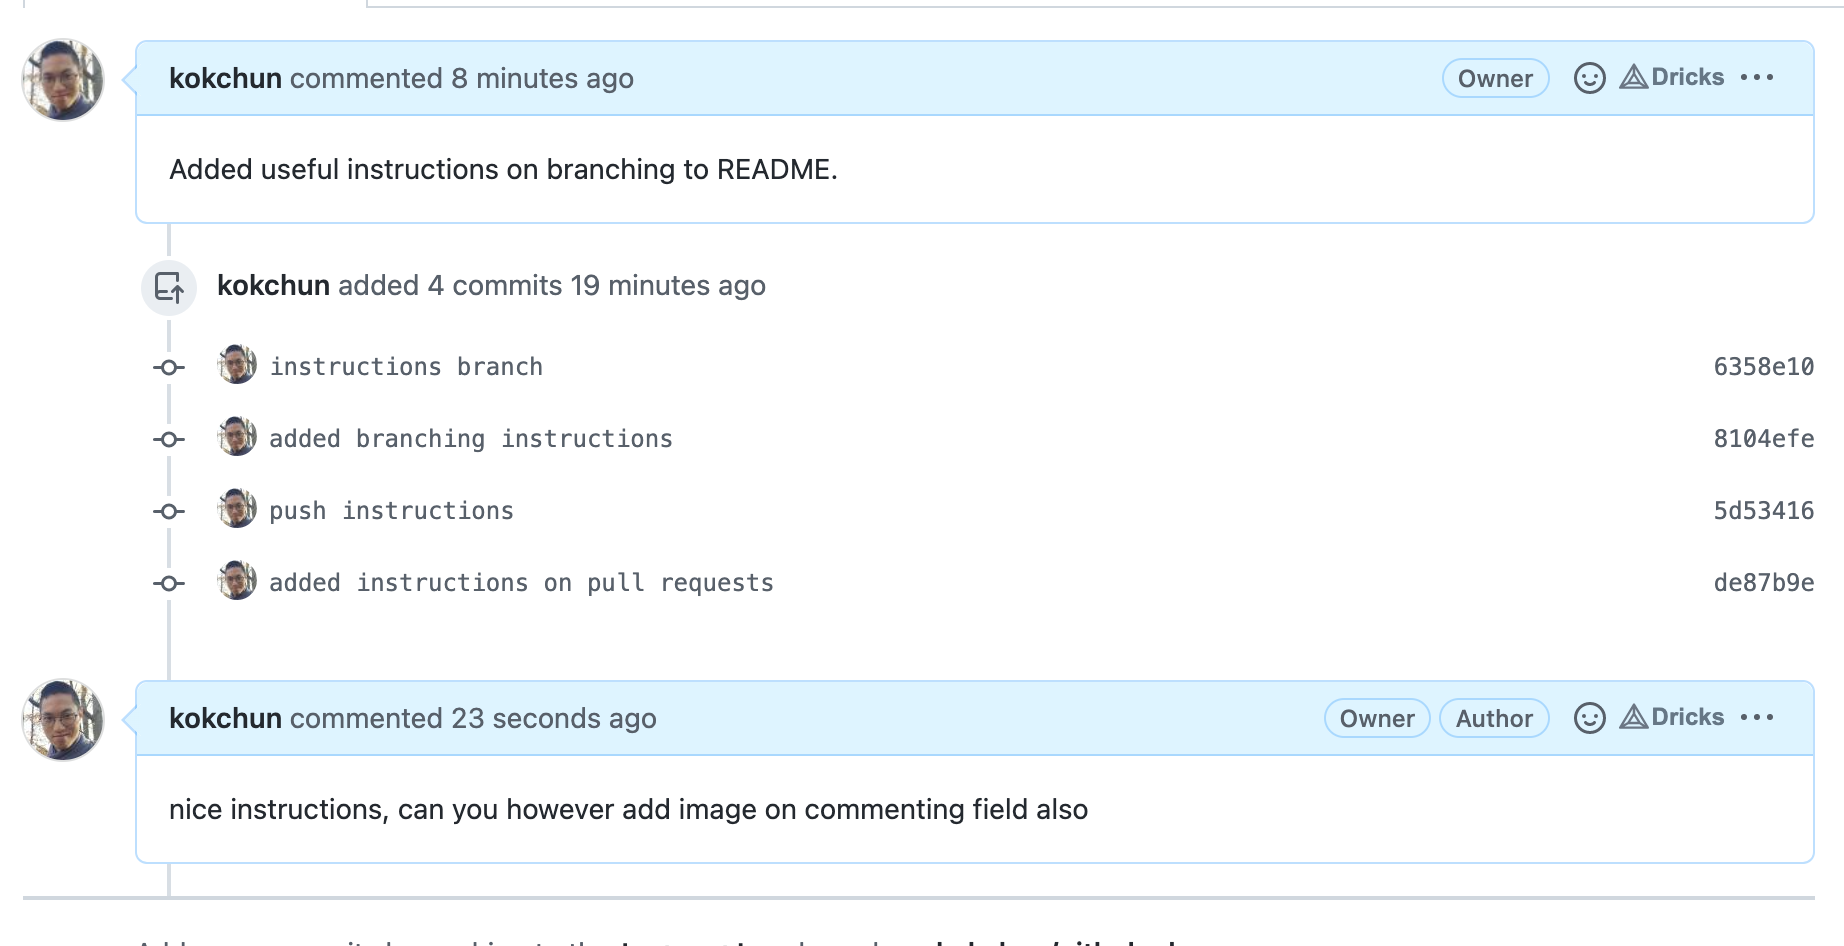 kokchun commented 8 minutes ago Owner Dricks
Added useful instructions on branching to README.
kokchun added 4 commits 19 minutes ago
instructions branch 6358e10
added branching instructions 8104efe
push instructions 5d53416
added instructions on pull requests de87b9e
kokchun commented 23 seconds ago Owner Author Dricks
nice instructions, can you however add image on commenting field also